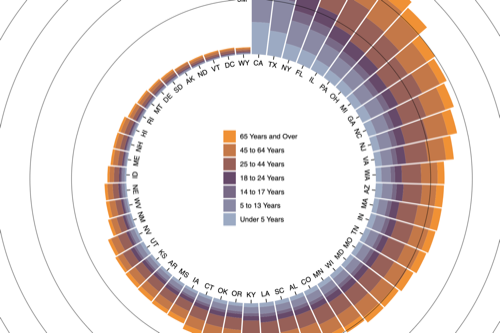 CA
TX
NY
FL
IL
PA
OH
MI
GA
NC
NJ
VA
WA
AZ
MA
IN
TN
MO
MD
WI
MN
CO
AL
SC
LA
KY
OR
OK
CT
IA
MS
AR
KS
UT
NV
NM
WV
NE
ID
ME
NH
HI
RI
MT
DE
SD
AK
ND
VT
DC
WY
65 Years and Over
45 to 64 Years
25 to 44 Years
18 to 24 Years
14 to 17 Years
5 to 13 Years
Under 5 Years